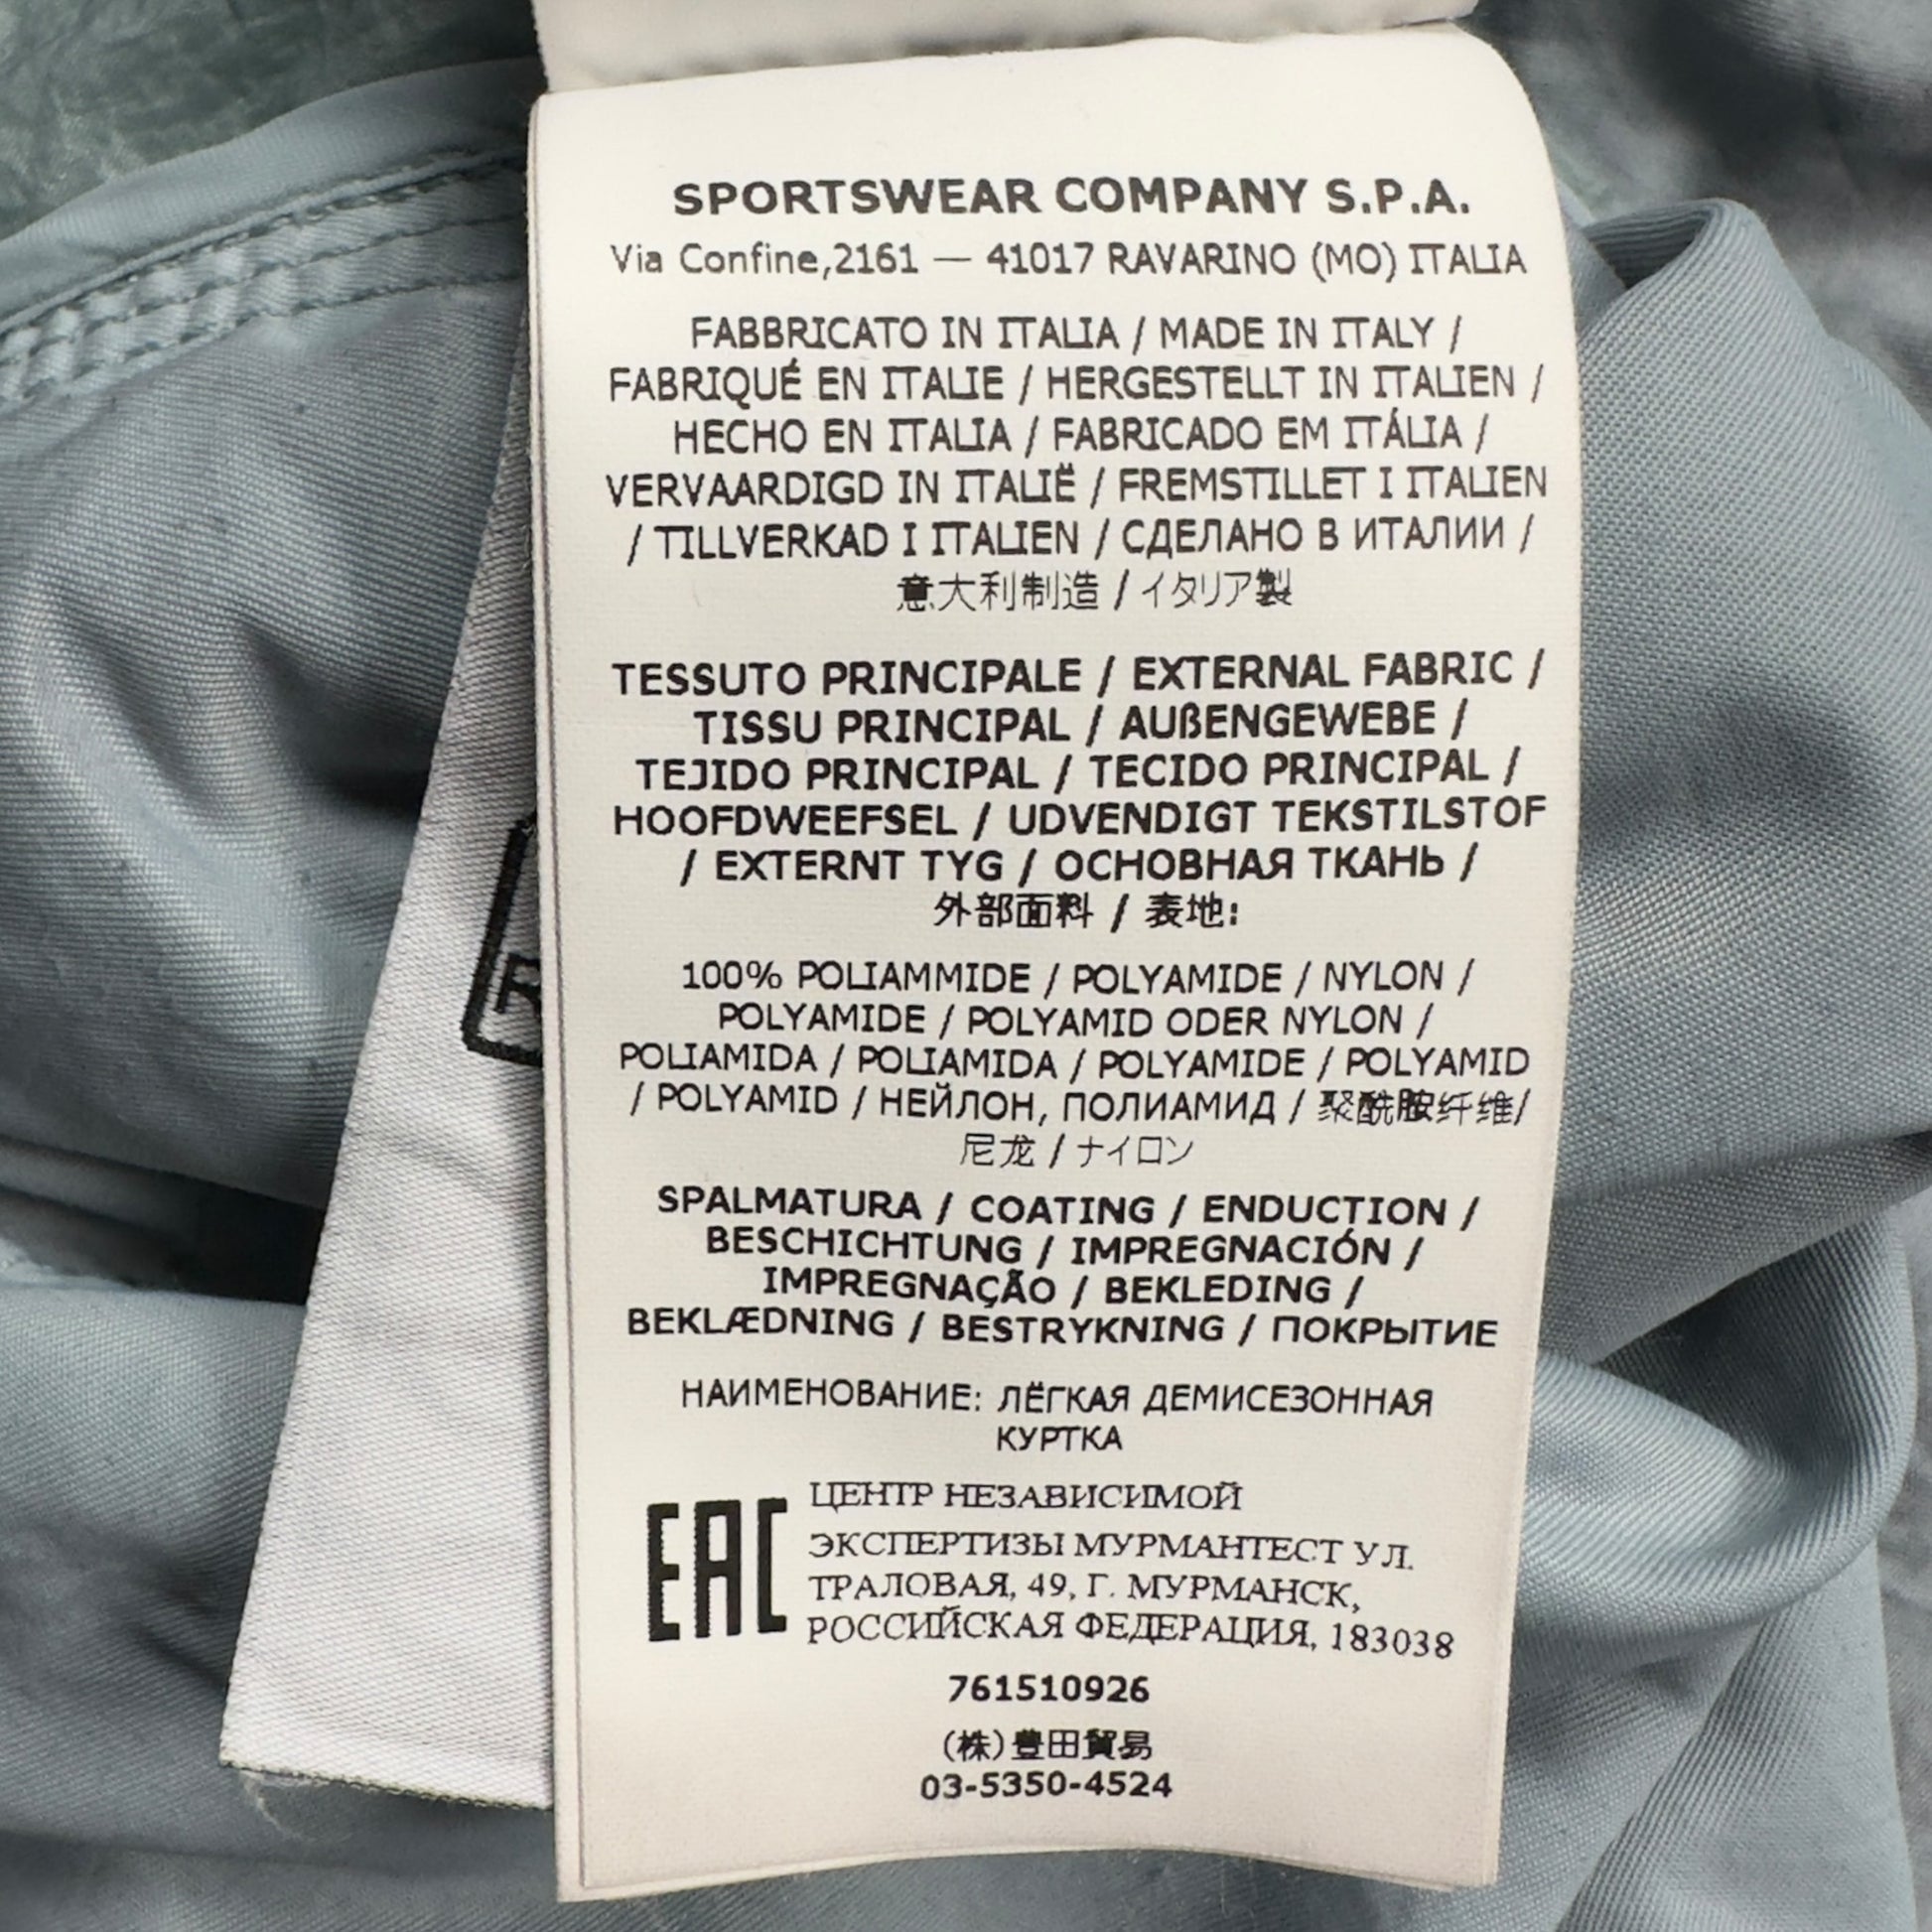 SPORTSWEAR COMPANY S.P.A.
Via Confine,2161 — 41017 RAVARINO (MO) ITALIA
FABBRICATO IN ITALIA / MADE IN ITALY /
FABRIQUÉ EN ITALIE / HERGESTELLT IN ITALIEN /
HECHO EN ITALIA / FABRICADO EM ITÁLIA /
VERVAARDIGD IN ITALIË / FREMSTILLET I ITALIEN
/ TILLVERKAD I ITALIEN / СДЕЛАНО В ИТАЛИИ /
意大利制造 / イタリア製
TESSUTO PRINCIPALE / EXTERNAL FABRIC /
TISSU PRINCIPAL / AUßENGEWEBE /
TEJIDO PRINCIPAL / TECIDO PRINCIPAL /
HOOFDWEEFSEL / UDVENDIGT TEKSTILSTOF
/ EXTERNT TYG / ОСНОВНАЯ ТКАНЬ /
外部面料 / 表地:
100% POLIAMMIDE / POLYAMIDE / NYLON /
POLYAMIDE / POLYAMID ODER NYLON /
POLIAMIDA / POLIAMIDA / POLYAMIDE / POLYAMID
/ POLYAMID / НЕЙЛОН, ПОЛИАМИД / 聚酰胺纤维/
尼龙 / ナイロン
SPALMATURA / COATING / ENDUCTION /
BESCHICHTUNG / IMPREGNACIÓN /
IMPREGNAÇÃO / BEKLEDING /
BEKLÆDNING / BESTRYKNING / ПОКРЫТИЕ
НАИМЕНОВАНИЕ: ЛЁГКАЯ ДЕМИСЕЗОННАЯ
КУРТКА
EAC
ЦЕНТР НЕЗАВИСИМОЙ
ЭКСПЕРТИЗЫ МУРМАНТЕСТ УЛ.
ТРАЛОВАЯ, 49, Г. МУРМАНСК,
РОССИЙСКАЯ ФЕДЕРАЦИЯ, 183038
761510926
(株)豊田貿易
03-5350-4524